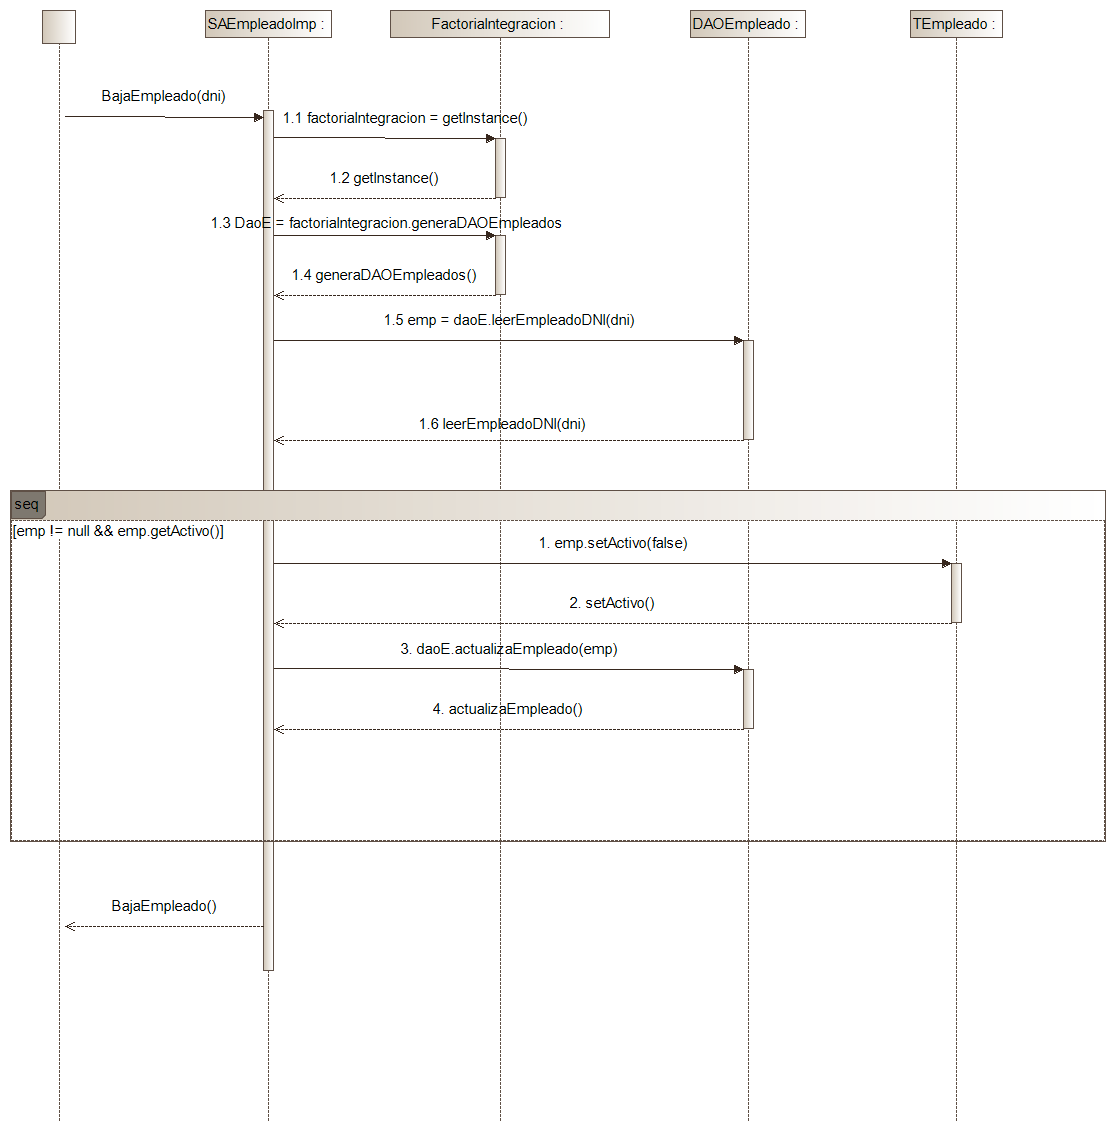 SAEmpleadoImp :
FactoriaIntegracion :
DAOEmpleado :
TEmpleado :
BajaEmpleado(dni)
1.1 factoriaIntegracion = getInstance()
1.2 getInstance()
1.3 DaoE = factoriaIntegracion.generaDAOEmpleados
1.4 generaDAOEmpleados()
1.5 emp = daoE.leerEmpleadoDNI(dni)
1.6 leerEmpleadoDNI(dni)
seq
[emp != null && emp.getActivo()]
1. emp.setActivo(false)
2. setActivo()
3. daoE.actualizaEmpleado(emp)
4. actualizaEmpleado()
BajaEmpleado()